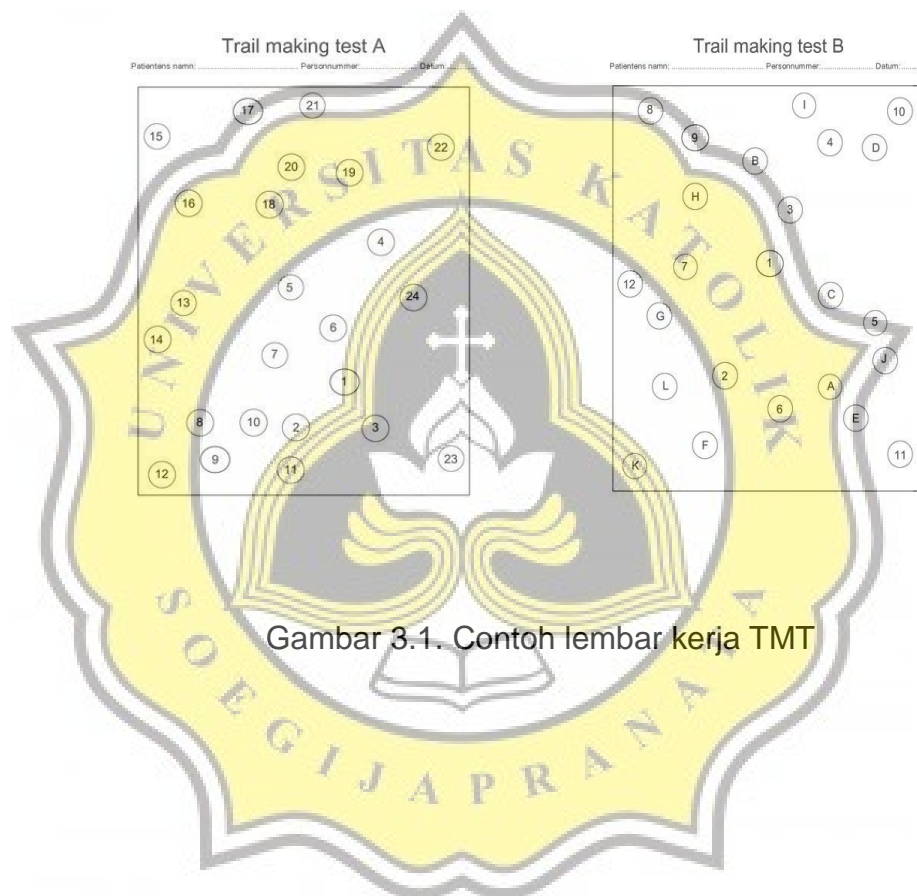 Trail making test A
Patientens namn: Personnummer: Datum:
17
21
15
22
20
19
16
18
4
5
24
13
6
14
7
1
8
10
2
3
9
23
12
11
Trail making test B
Patientens namn: Personnummer: Datum:
8
I
10
9
4
D
B
H
3
7
1
12
C
G
5
J
2
L
A
6
E
F
11
K
Gambar 3.1. Contoh lembar kerja TMT
UNIVERSITAS KATOLIK
SOEGIJAPRANATA